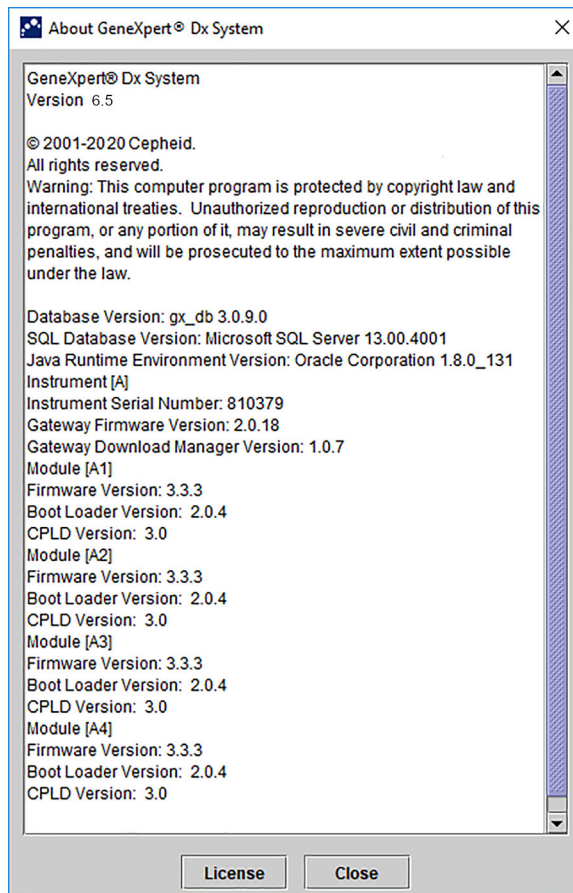 About GeneXpert® Dx System
GeneXpert® Dx System
Version 6.5
© 2001-2020 Cepheid.
All rights reserved.
Warning: This computer program is protected by copyright law and
international treaties. Unauthorized reproduction or distribution of this
program, or any portion of it, may result in severe civil and criminal
penalties, and will be prosecuted to the maximum extent possible
under the law.
Database Version: gx_db 3.0.9.0
SQL Database Version: Microsoft SQL Server 13.00.4001
Java Runtime Environment Version: Oracle Corporation 1.8.0_131
Instrument [A]
Instrument Serial Number: 810379
Gateway Firmware Version: 2.0.18
Gateway Download Manager Version: 1.0.7
Module [A1]
Firmware Version: 3.3.3
Boot Loader Version: 2.0.4
CPLD Version: 3.0
Module [A2]
Firmware Version: 3.3.3
Boot Loader Version: 2.0.4
CPLD Version: 3.0
Module [A3]
Firmware Version: 3.3.3
Boot Loader Version: 2.0.4
CPLD Version: 3.0
Module [A4]
Firmware Version: 3.3.3
Boot Loader Version: 2.0.4
CPLD Version: 3.0
License Close